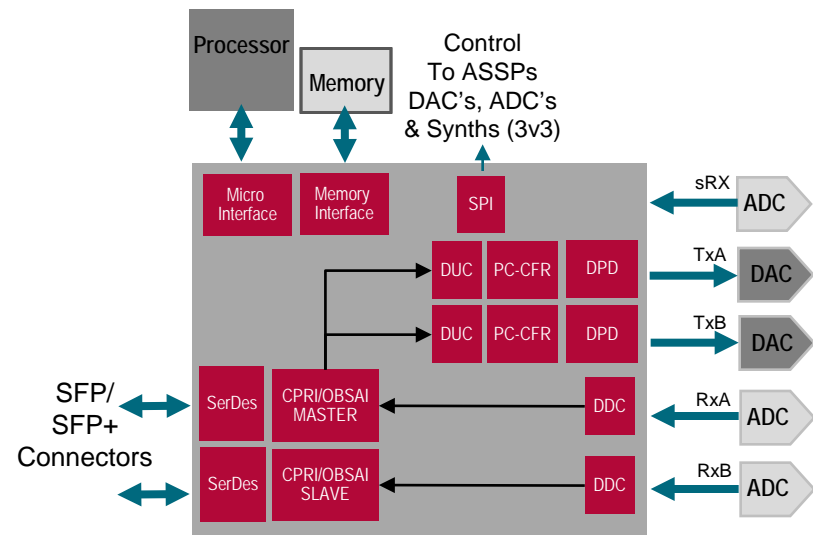 Processor
Memory
Control
To ASSPs
DAC's, ADC's
& Synths (3v3)
Micro
Interface
Memory
Interface
SPI
sRX
ADC
DUC
PC-CFR
DPD
TxA
DAC
DUC
PC-CFR
DPD
TxB
DAC
SFP/
SFP+
Connectors
SerDes
CPRI/OBSAI
MASTER
DDC
RxA
ADC
SerDes
CPRI/OBSAI
SLAVE
DDC
RxB
ADC